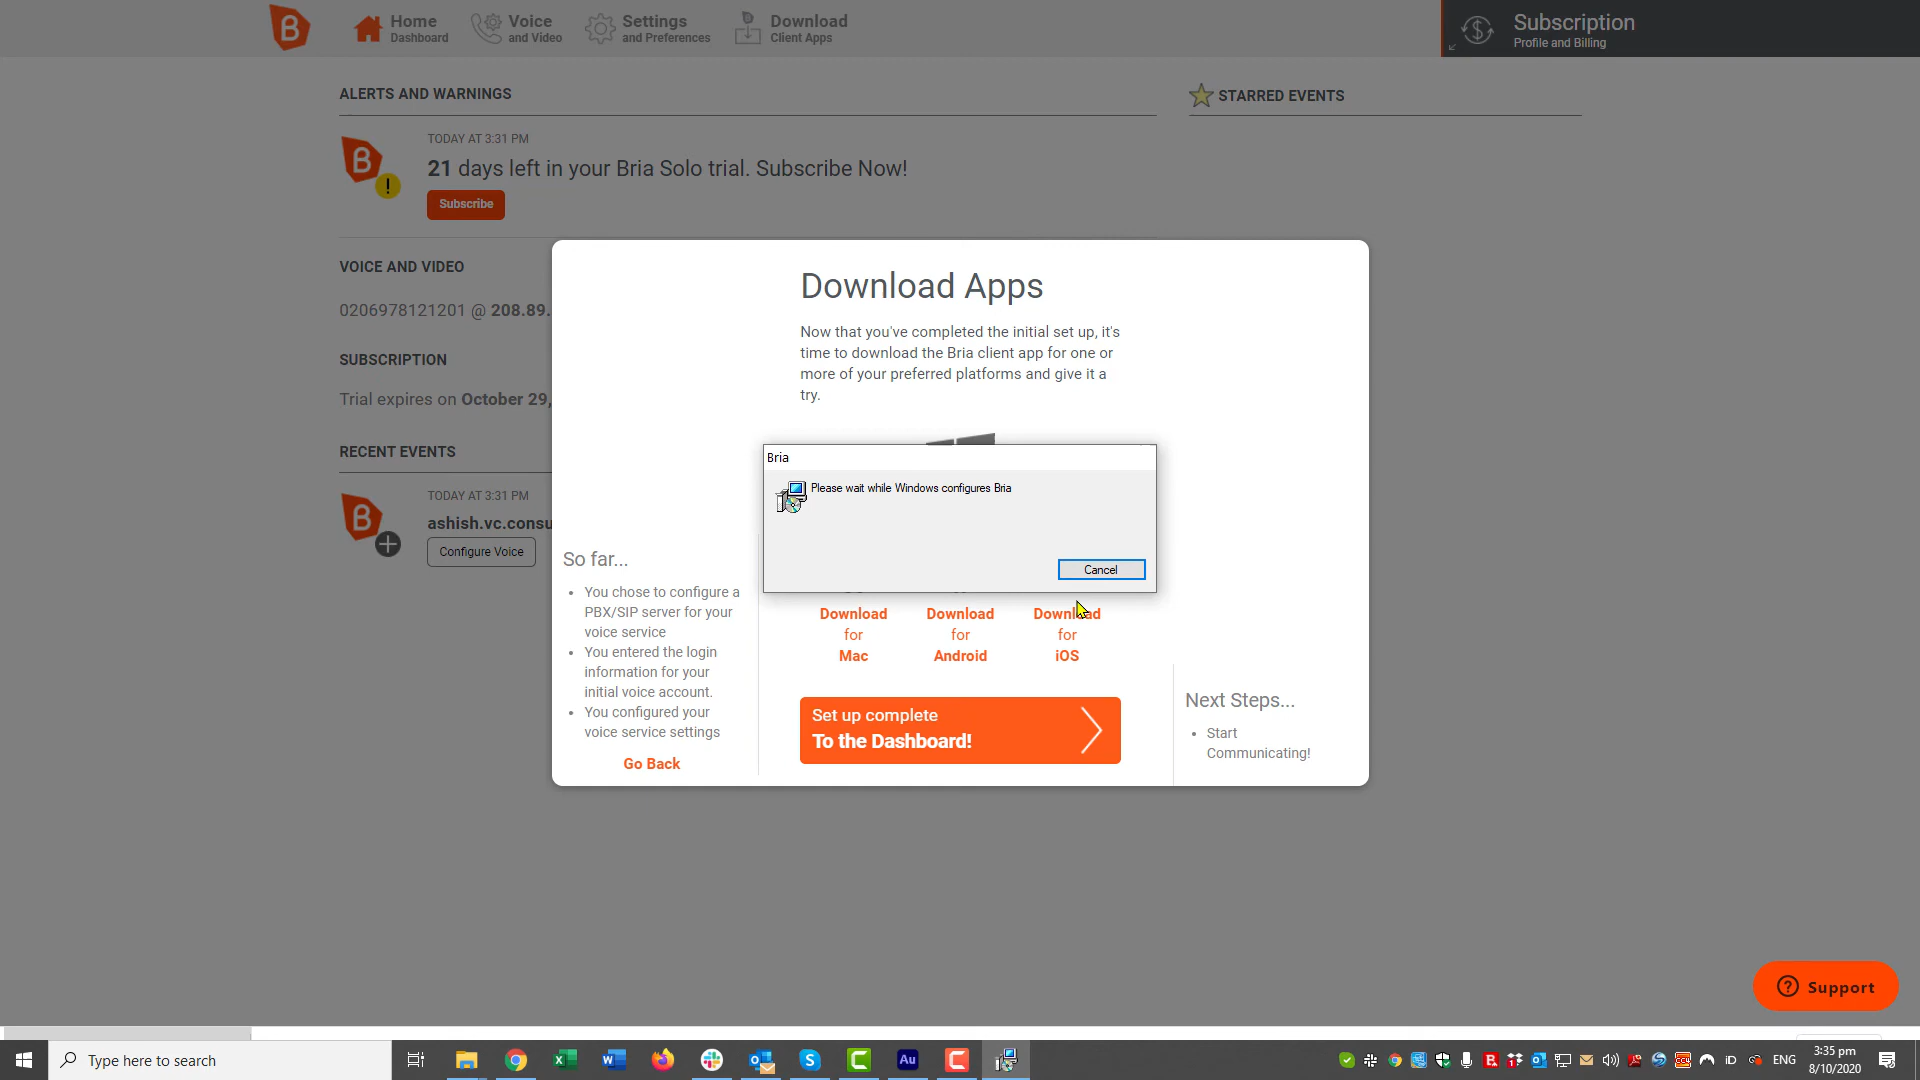 Home
Dashboard
Voice
and Video
Settings
and Preferences
Download
Client Apps
Subscription
Profile and Billing
ALERTS AND WARNINGS
STARRED EVENTS
TODAY AT 3:31 PM
21 days left in your Bria Solo trial. Subscribe Now!
Subscribe
VOICE AND VIDEO
0206978121201 @ 208.89.
SUBSCRIPTION
Trial expires on October 29,
RECENT EVENTS
TODAY AT 3:31 PM
ashish.vc.consu
Configure Voice
Download Apps
Now that you've completed the initial set up, it's
time to download the Bria client app for one or
more of your preferred platforms and give it a
try.
Bria
Please wait while Windows configures Bria
Cancel
So far...
• You chose to configure a
PBX/SIP server for your
voice service
• You entered the login
information for your
initial voice account.
• You configured your
voice service settings
Go Back
Download
for
Mac
Download
for
Android
Download
for
iOS
Set up complete
To the Dashboard!
Next Steps...
• Start
Communicating!
Support
Type here to search
ENG
3:35 pm
8/10/2020